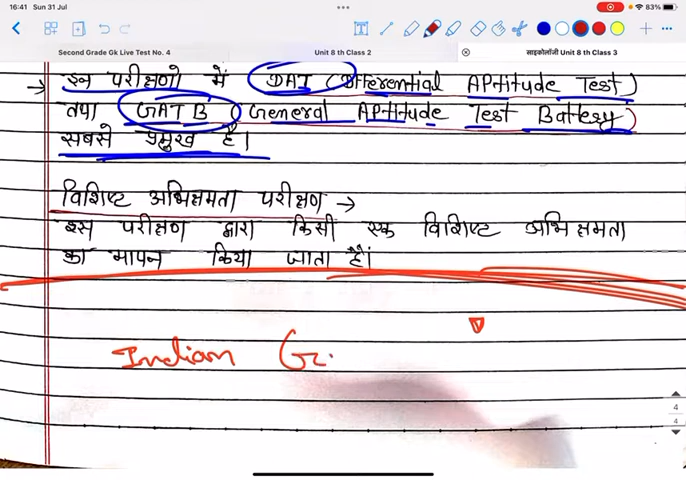 16:41 Sun 31 Jul
83%
Second Grade Gk Live Test No. 4
Unit 8 th Class 2
साइकोलॉजी Unit 8 th Class 3
→ इन परीक्षणो में DAT (Differential APtitude Test)
तथा GATB (General APtitude Test Battery)
सबसे प्रमुख है।
विशिष्ट अभिक्षमता परीक्षण →
इस परीक्षण द्वारा किसी एक विशिष्ट अभिक्षमता
का मापन किया जाता है।
Indian
4
4